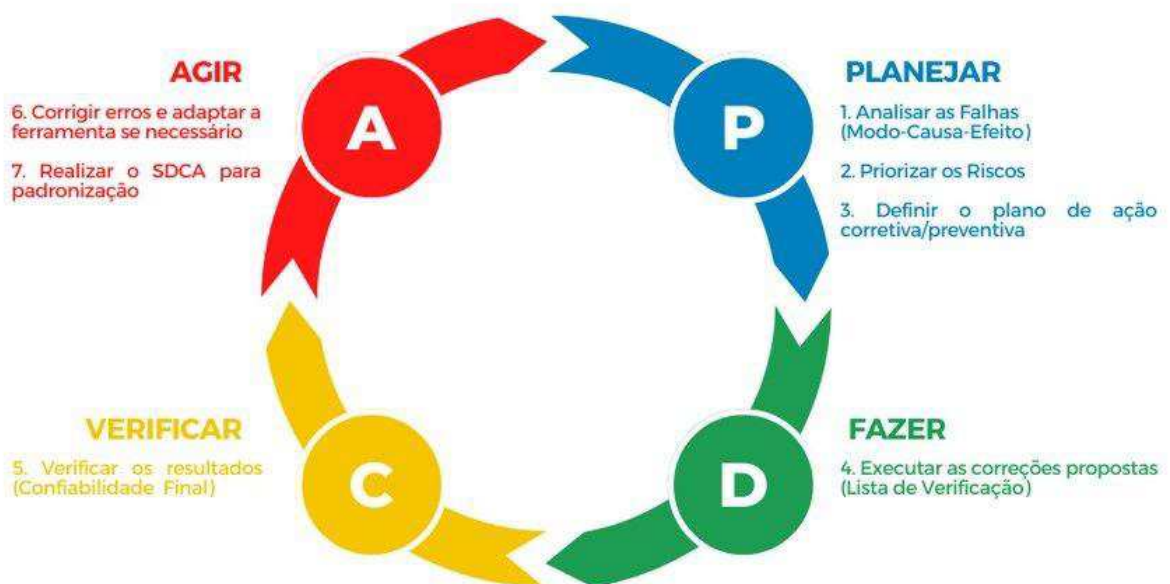 AGIR
6. Corrigir erros e adaptar a
ferramenta se necessário
7. Realizar o SDCA para
padronização
A
P
PLANEJAR
1. Analisar as Falhas
(Modo-Causa-Efeito)
2. Priorizar os Riscos
3. Definir o plano de ação
corretiva/preventiva
VERIFICAR
5. Verificar os resultados
(Confiabilidade Final)
C
D
FAZER
4. Executar as correções propostas
(Lista de Verificação)